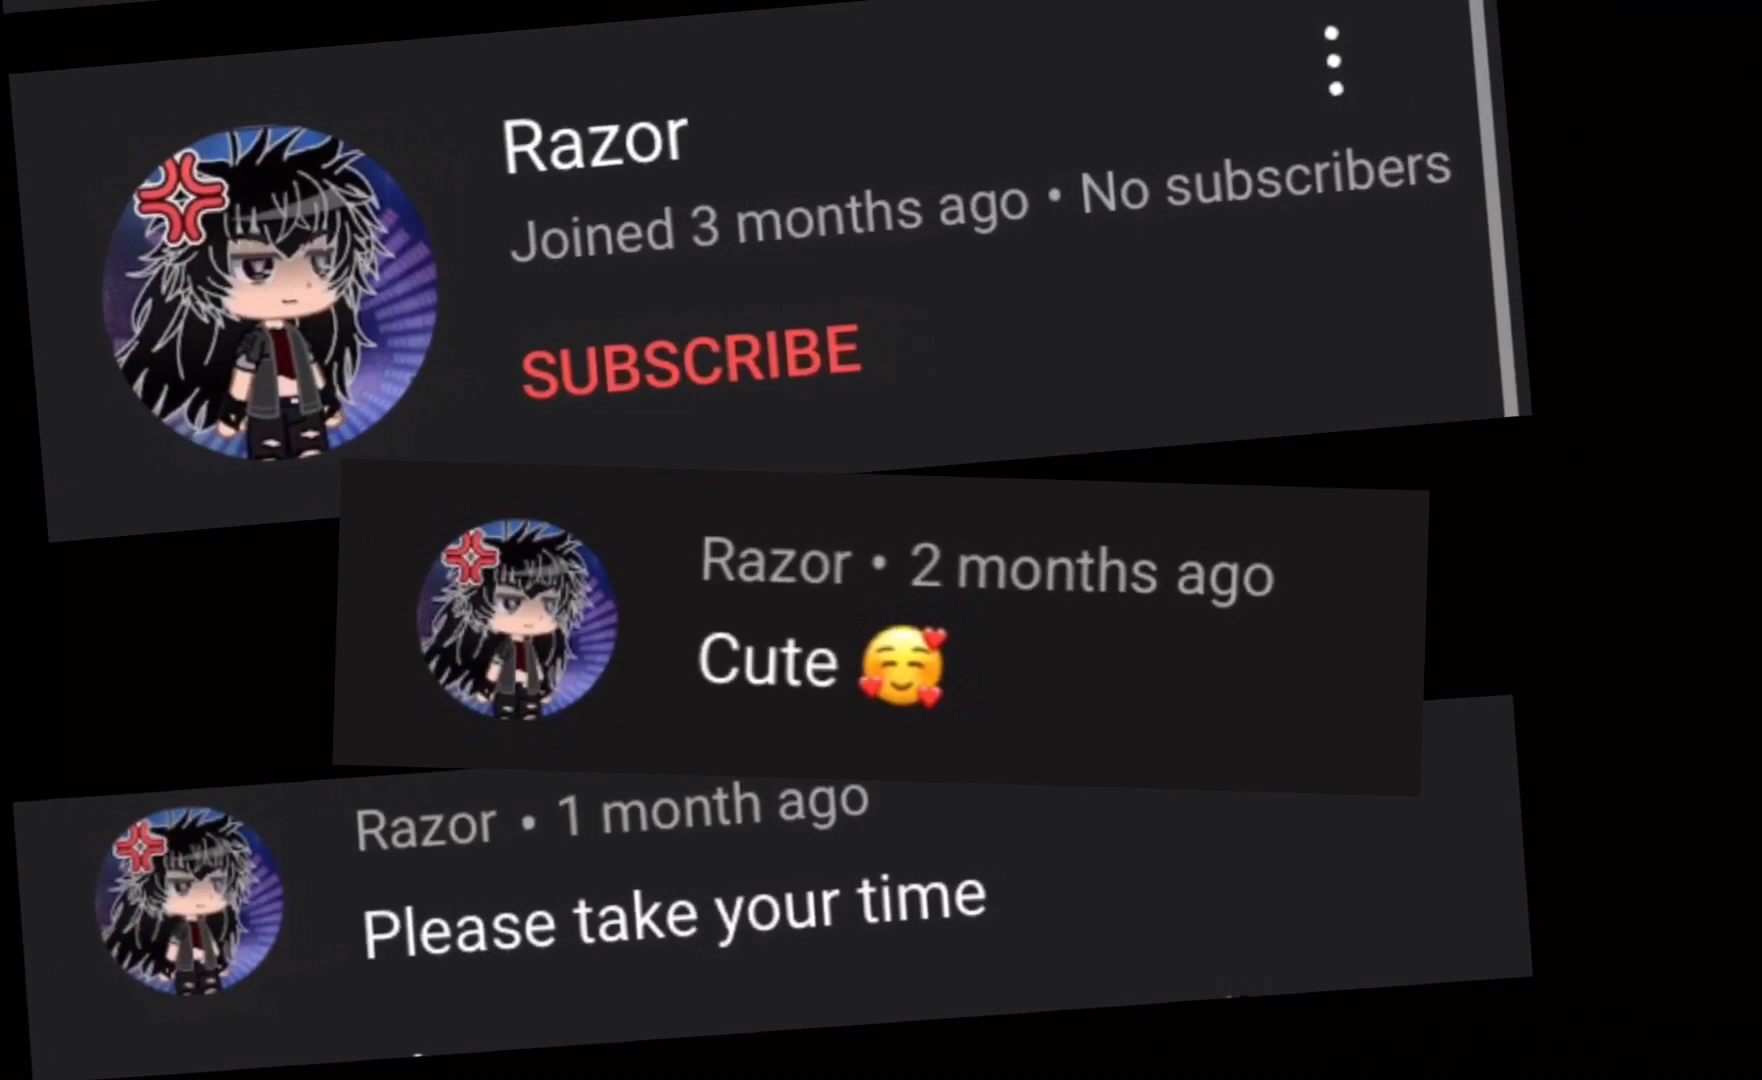 Razor
Joined 3 months ago • No subscribers
SUBSCRIBE
Razor • 2 months ago
Cute 🥰
Razor • 1 month ago
Please take your time